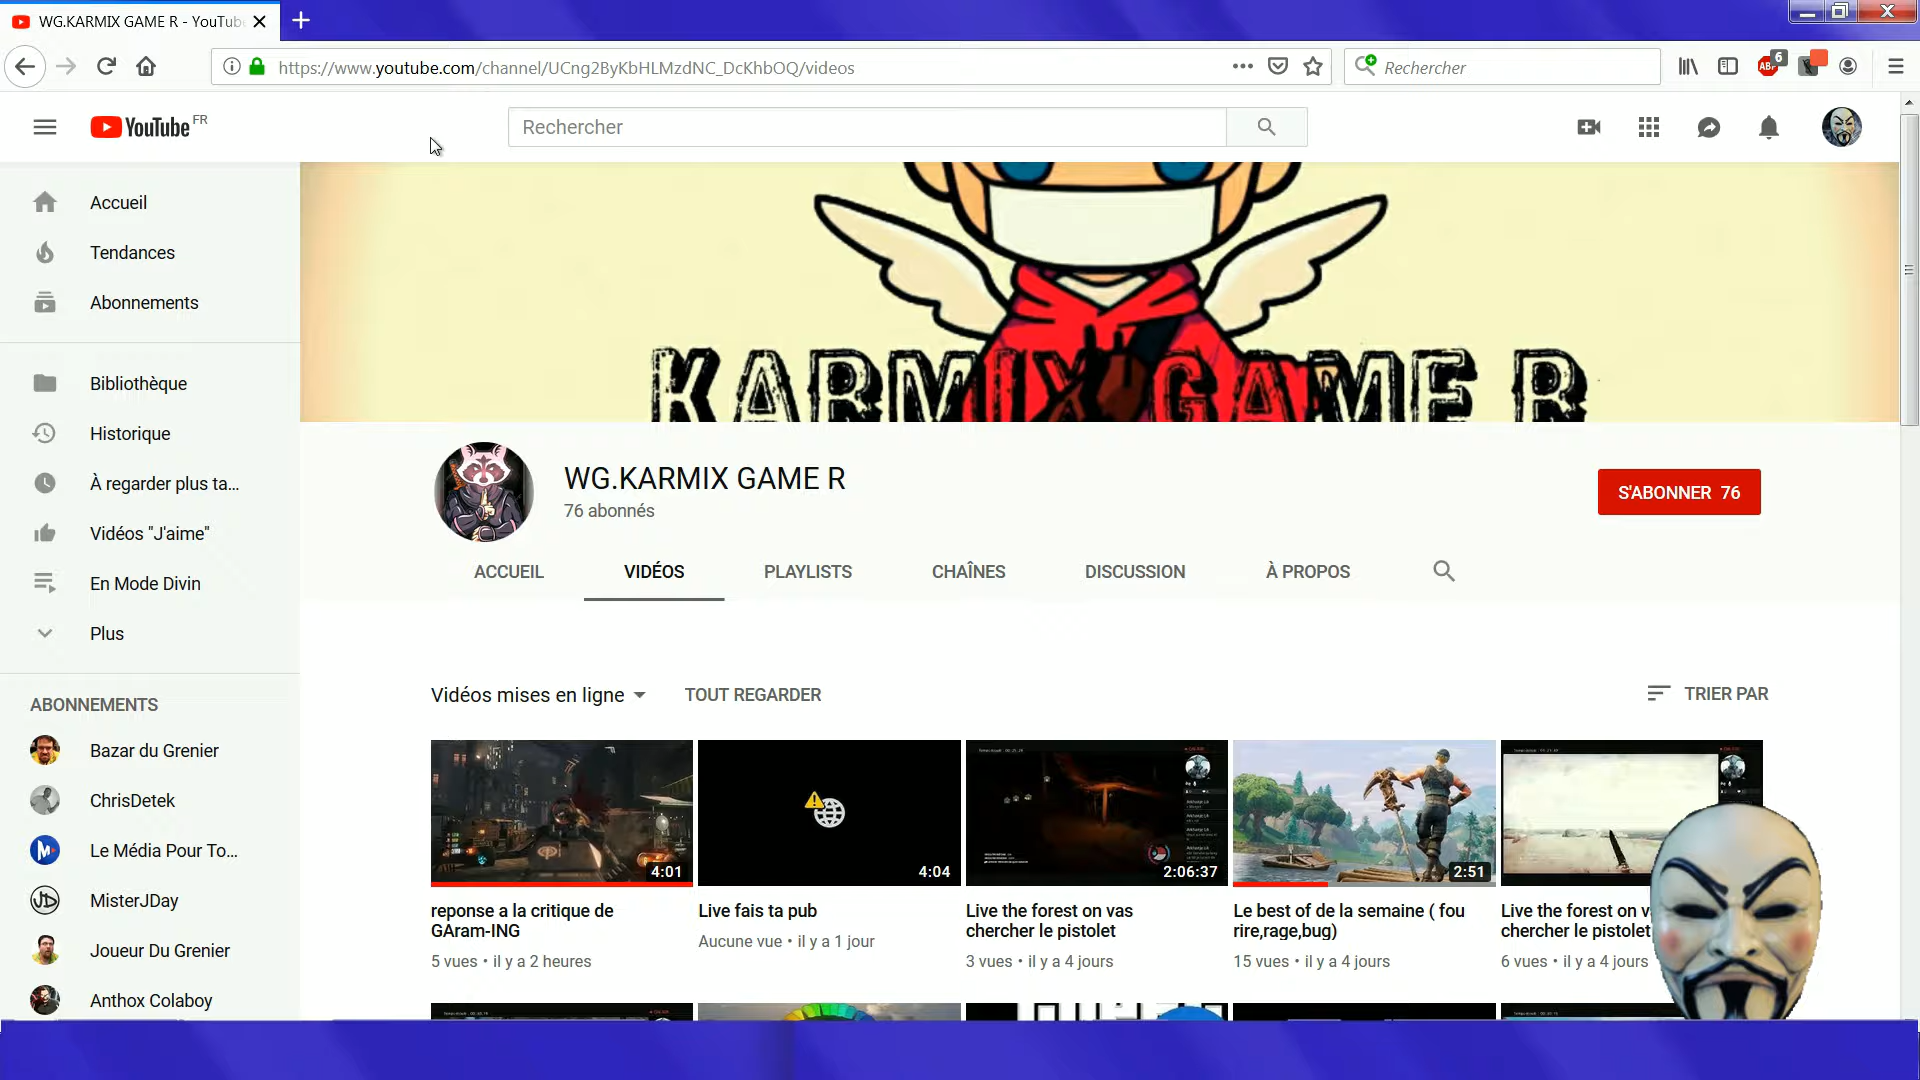 WG.KARMIX GAME R - YouTube
https://www.youtube.com/channel/UCng2ByKbHLMzdNC_DcKhbOQ/videos
Rechercher
ABP
6
YouTube FR
Rechercher
Accueil
Tendances
Abonnements
Bibliothèque
Historique
À regarder plus ta...
Vidéos "J'aime"
En Mode Divin
Plus
ABONNEMENTS
Bazar du Grenier
ChrisDetek
Le Média Pour To...
MisterJDay
Joueur Du Grenier
Anthox Colaboy
KARMIX GAME R
WG.KARMIX GAME R
76 abonnés
S'ABONNER 76
ACCUEIL
VIDÉOS
PLAYLISTS
CHAÎNES
DISCUSSION
À PROPOS
Vidéos mises en ligne
TOUT REGARDER
TRIER PAR
4:01
reponse a la critique de
GAram-ING
5 vues • il y a 2 heures
4:04
Live fais ta pub
Aucune vue • il y a 1 jour
2:06:37
Live the forest on vas
chercher le pistolet
3 vues • il y a 4 jours
2:51
Le best of de la semaine ( fou
rire,rage,bug)
15 vues • il y a 4 jours
Live the forest on v
chercher le pistolet
6 vues • il y a 4 jours